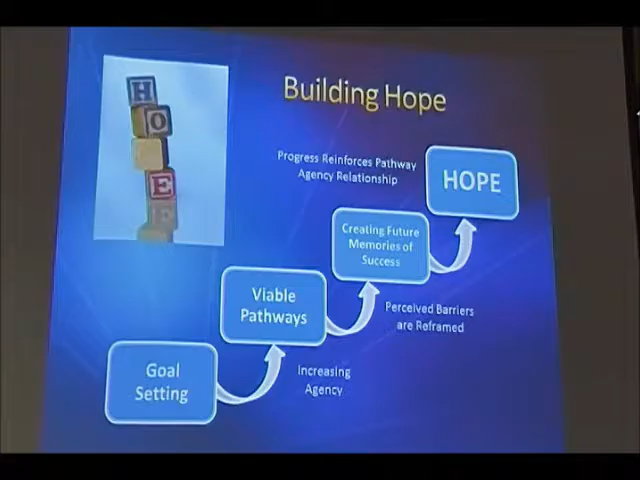 Building Hope
H
O
E
Progress Reinforces Pathway
Agency Relationship
HOPE
Creating Future
Memories of
Success
Perceived Barriers
are Reframed
Viable
Pathways
Increasing
Agency
Goal
Setting